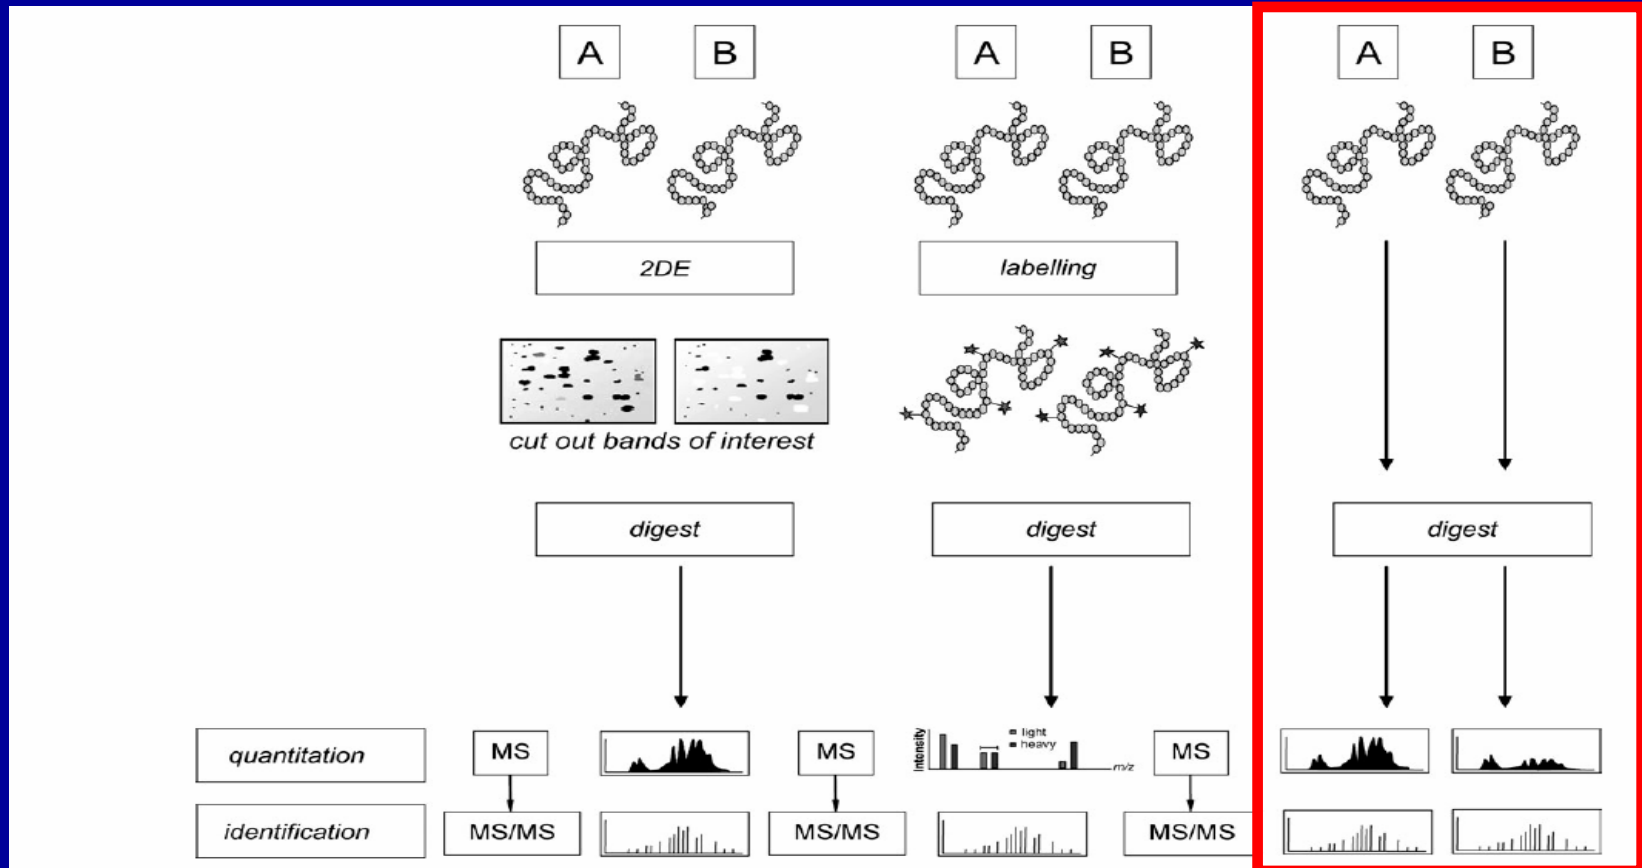 A B A B A B
2DE labelling
cut out bands of interest
digest digest digest
quantitation MS MS Intensity light heavy m/z MS
identification MS/MS MS/MS MS/MS